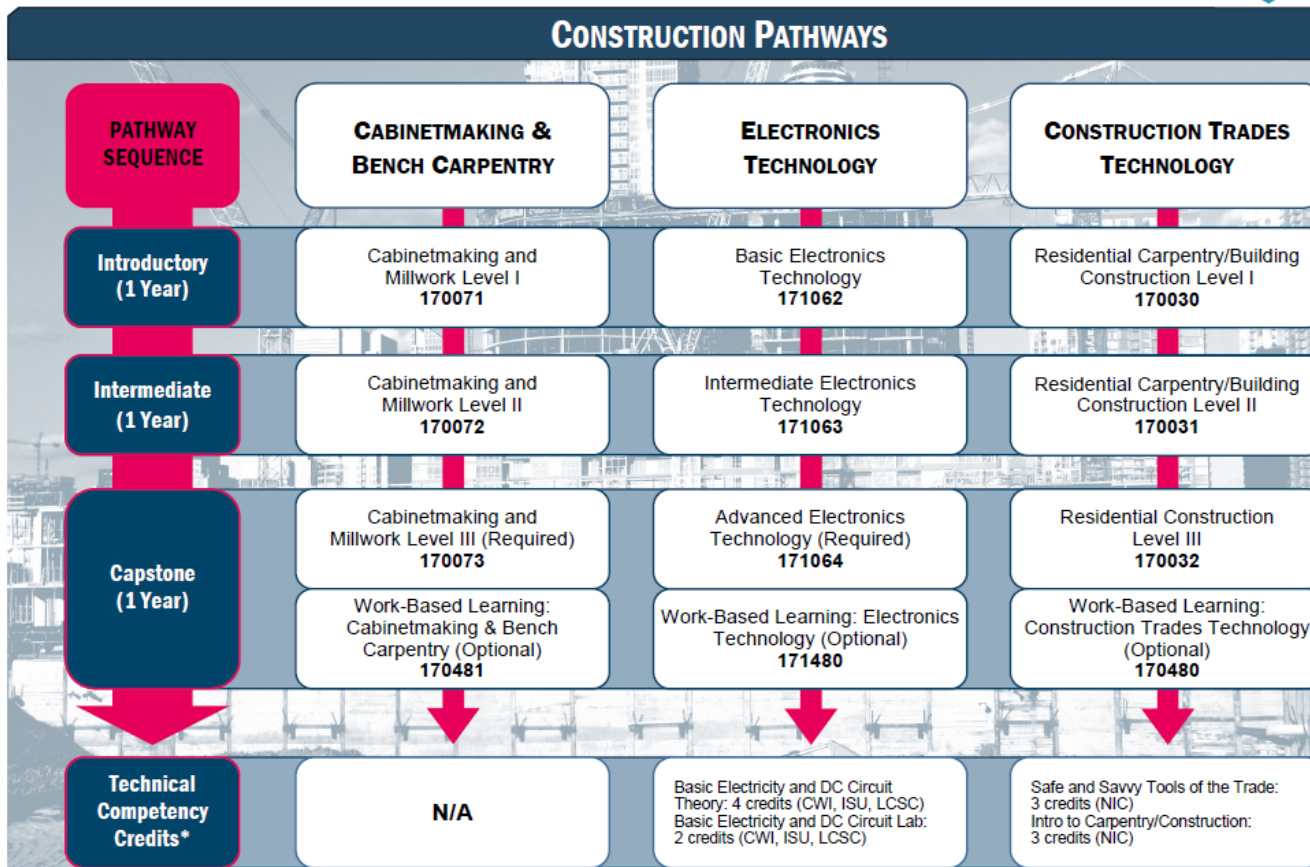 CONSTRUCTION PATHWAYS
PATHWAY
SEQUENCE
CABINETMAKING &
BENCH CARPENTRY
ELECTRONICS
TECHNOLOGY
CONSTRUCTION TRADES
TECHNOLOGY
Introductory
(1 Year)
Cabinetmaking and
Millwork Level I
170071
Basic Electronics
Technology
171062
Residential Carpentry/Building
Construction Level I
170030
Intermediate
(1 Year)
Cabinetmaking and
Millwork Level II
170072
Intermediate Electronics
Technology
171063
Residential Carpentry/Building
Construction Level II
170031
Capstone
(1 Year)
Cabinetmaking and
Millwork Level III (Required)
170073
Advanced Electronics
Technology (Required)
171064
Residential Construction
Level III
170032
Work-Based Learning:
Cabinetmaking & Bench
Carpentry (Optional)
170481
Work-Based Learning: Electronics
Technology (Optional)
171480
Work-Based Learning:
Construction Trades Technology
(Optional)
170480
Technical
Competency
Credits*
N/A
Basic Electricity and DC Circuit
Theory: 4 credits (CWI, ISU, LCSC)
Basic Electricity and DC Circuit Lab:
2 credits (CWI, ISU, LCSC)
Safe and Savvy Tools of the Trade:
3 credits (NIC)
Intro to Carpentry/Construction:
3 credits (NIC)